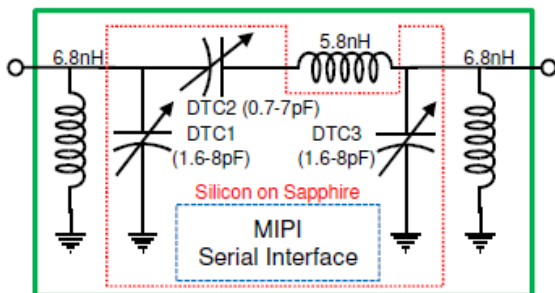 6.8nH
5.8nH
6.8nH
DTC2 (0.7-7pF)
DTC1
(1.6-8pF)
DTC3
(1.6-8pF)
Silicon on Sapphire
MIPI
Serial Interface